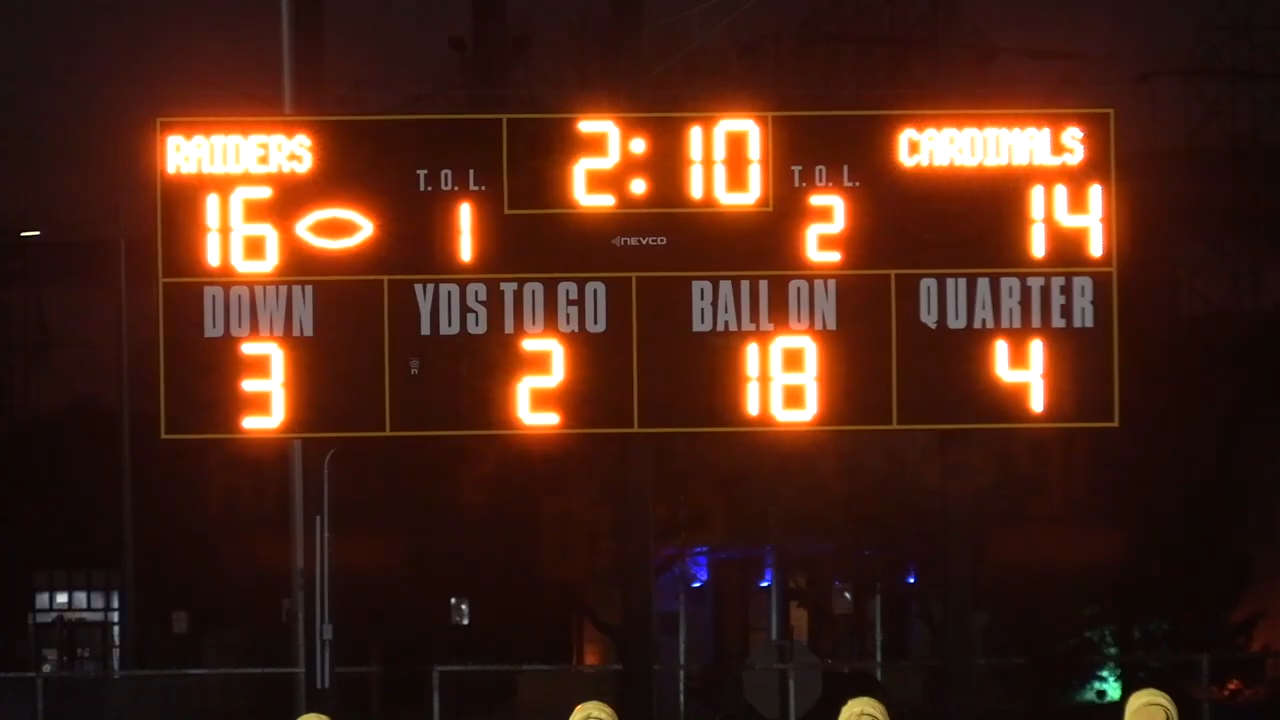 RAIDERS 2:10 CARDINALS
T. O. L. T. O. L.
16 1 2 14
NEVCO
DOWN YDS TO GO BALL ON QUARTER
3 2 18 4